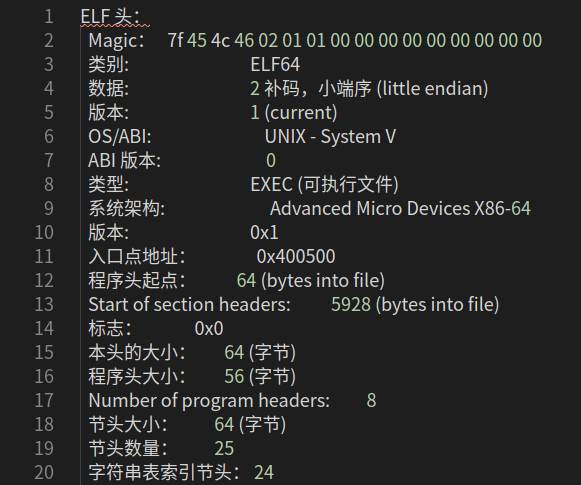 1 ELF 头：
2 Magic： 7f 45 4c 46 02 01 01 00 00 00 00 00 00 00 00 00
3 类别: ELF64
4 数据: 2 补码，小端序 (little endian)
5 版本: 1 (current)
6 OS/ABI: UNIX - System V
7 ABI 版本: 0
8 类型: EXEC (可执行文件)
9 系统架构: Advanced Micro Devices X86-64
10 版本: 0x1
11 入口点地址： 0x400500
12 程序头起点： 64 (bytes into file)
13 Start of section headers: 5928 (bytes into file)
14 标志： 0x0
15 本头的大小： 64 (字节)
16 程序头大小： 56 (字节)
17 Number of program headers: 8
18 节头大小： 64 (字节)
19 节头数量： 25
20 字符串表索引节头： 24